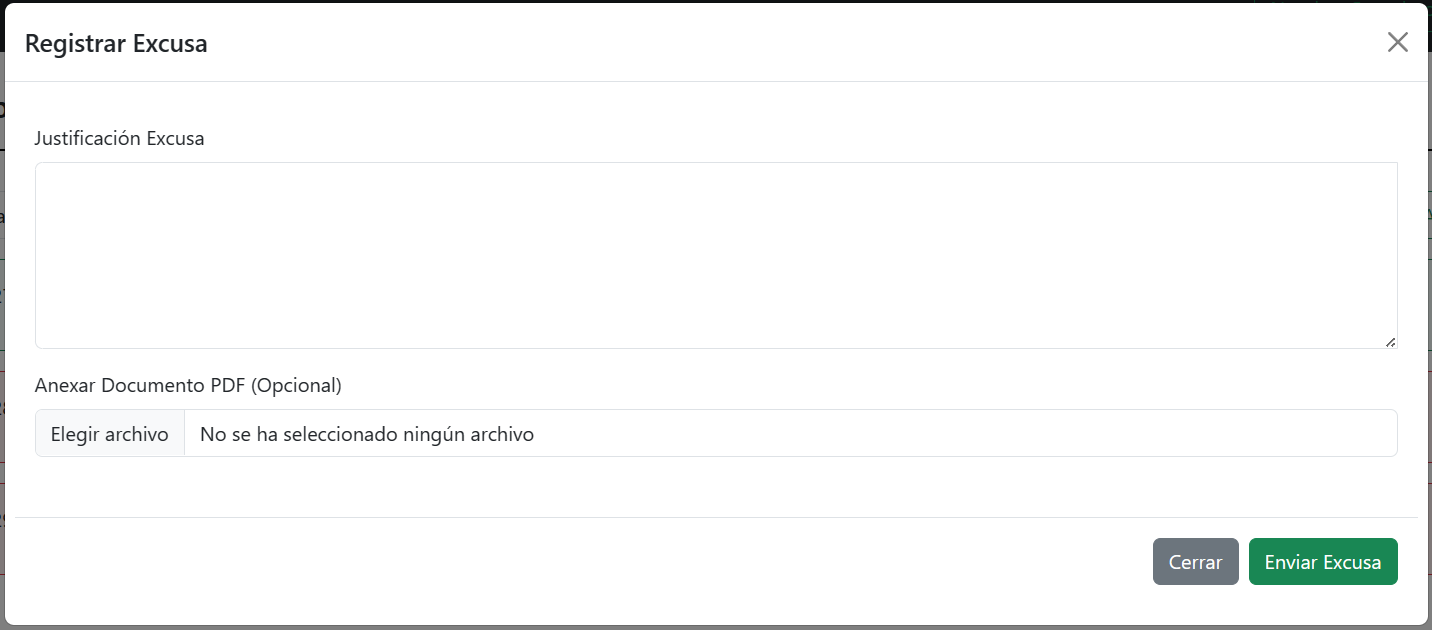 Registrar Excusa
Justificación Excusa
Anexar Documento PDF (Opcional)
Elegir archivo No se ha seleccionado ningún archivo
Cerrar Enviar Excusa